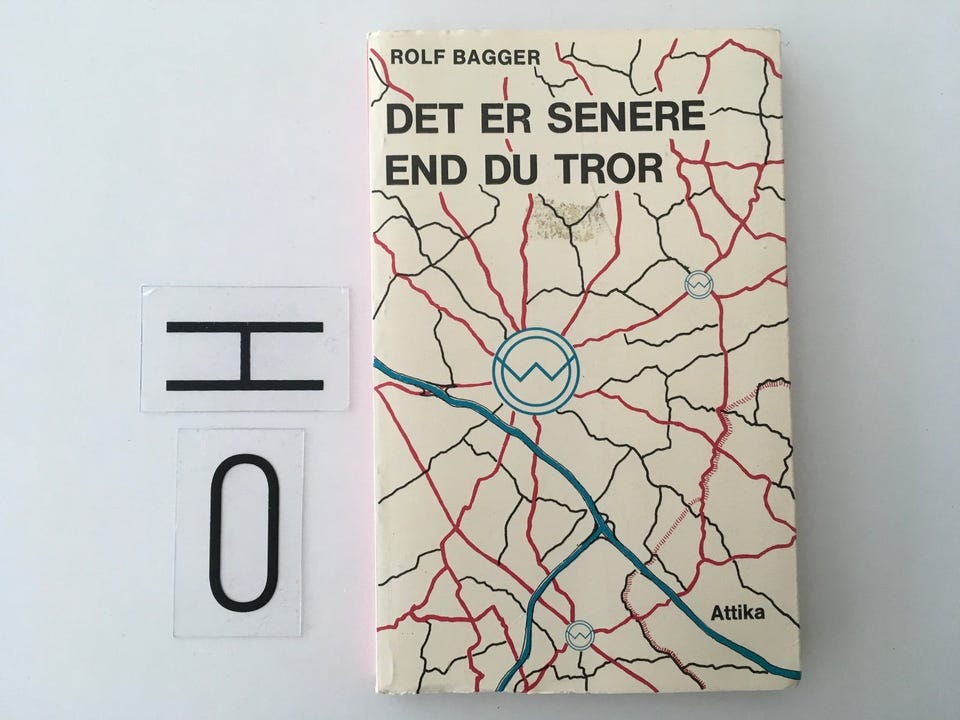 ROLF BAGGER
DET ER SENERE
END DU TROR
Attika
H
O